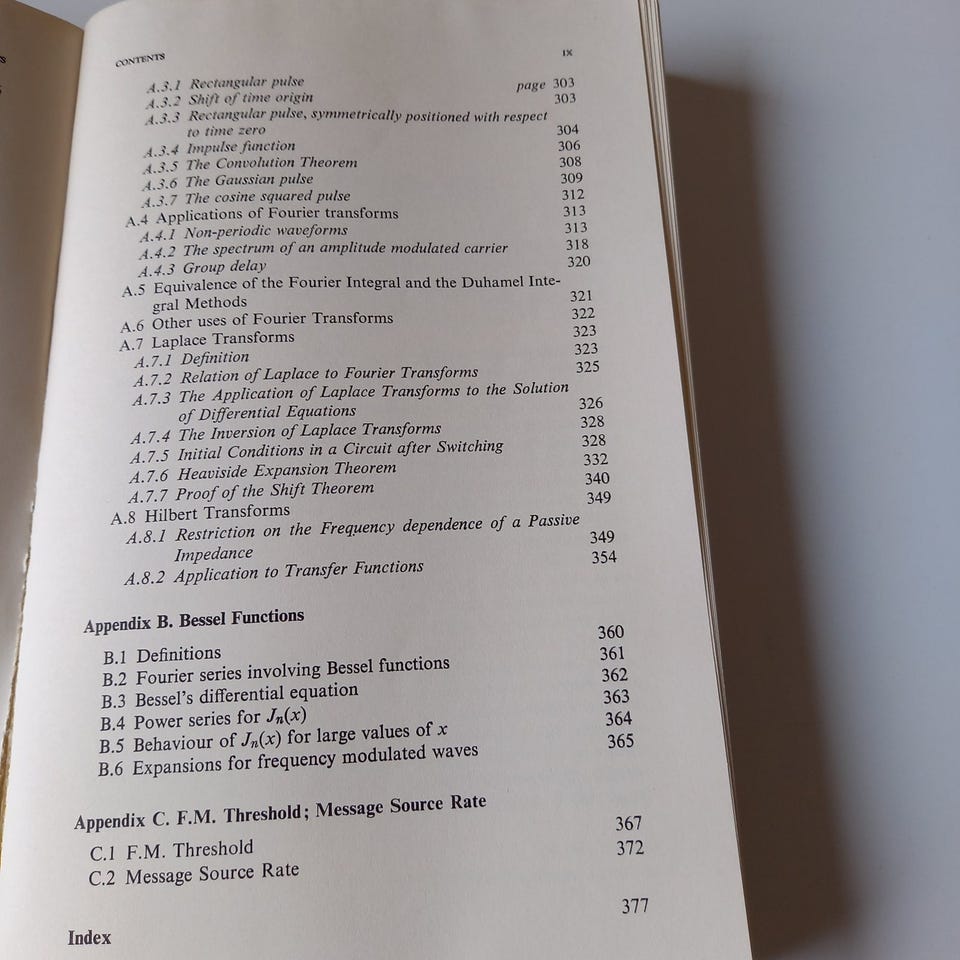 CONTENTS ix
A.3.1 Rectangular pulse page 303
A.3.2 Shift of time origin 303
A.3.3 Rectangular pulse, symmetrically positioned with respect
to time zero 304
A.3.4 Impulse function 306
A.3.5 The Convolution Theorem 308
A.3.6 The Gaussian pulse 309
A.3.7 The cosine squared pulse 312
A.4 Applications of Fourier transforms 313
A.4.1 Non-periodic waveforms 313
A.4.2 The spectrum of an amplitude modulated carrier 318
A.4.3 Group delay 320
A.5 Equivalence of the Fourier Integral and the Duhamel Inte-
gral Methods 321
A.6 Other uses of Fourier Transforms 322
A.7 Laplace Transforms 323
A.7.1 Definition 323
A.7.2 Relation of Laplace to Fourier Transforms 325
A.7.3 The Application of Laplace Transforms to the Solution
of Differential Equations 326
A.7.4 The Inversion of Laplace Transforms 328
A.7.5 Initial Conditions in a Circuit after Switching 328
A.7.6 Heaviside Expansion Theorem 332
A.7.7 Proof of the Shift Theorem 340
A.8 Hilbert Transforms 349
A.8.1 Restriction on the Frequency dependence of a Passive
Impedance 349
A.8.2 Application to Transfer Functions 354
Appendix B. Bessel Functions
B.1 Definitions 360
B.2 Fourier series involving Bessel functions 361
B.3 Bessel's differential equation 362
B.4 Power series for Jn(x) 363
B.5 Behaviour of Jn(x) for large values of x 364
B.6 Expansions for frequency modulated waves 365
Appendix C. F.M. Threshold; Message Source Rate
C.1 F.M. Threshold 367
C.2 Message Source Rate 372
Index 377